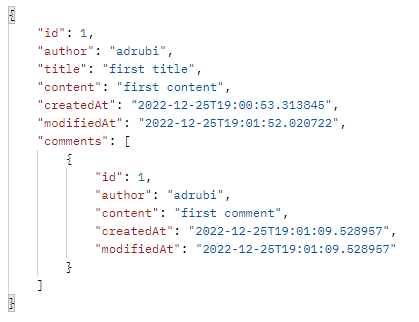 {
"id": 1,
"author": "adrubi",
"title": "first title",
"content": "first content",
"createdAt": "2022-12-25T19:00:53.313845",
"modifiedAt": "2022-12-25T19:01:52.020722",
"comments": [
{
"id": 1,
"author": "adrubi",
"content": "first comment",
"createdAt": "2022-12-25T19:01:09.528957",
"modifiedAt": "2022-12-25T19:01:09.528957"
}
]
}